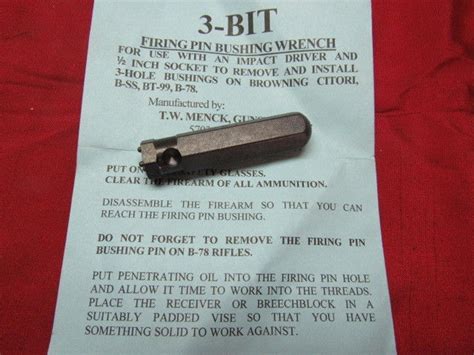 3-BIT
FIRING PIN BUSHING WRENCH
FOR USE WITH AN IMPACT DRIVER AND
½ INCH SOCKET TO REMOVE AND INSTALL
3-HOLE BUSHINGS ON BROWNING CITORI,
B-SS, BT-99, B-78.
Manufactured by:
T.W. MENCK,
PUT ON GLASSES.
CLEAR THE FIREARM OF ALL AMMUNITION.
DISASSEMBLE THE FIREARM SO THAT YOU CAN
REACH THE FIRING PIN BUSHING.
DO NOT FORGET TO REMOVE THE FIRING PIN
BUSHING PIN ON B-78 RIFLES.
PUT PENETRATING OIL INTO THE FIRING PIN HOLE
AND ALLOW IT TIME TO WORK INTO THE THREADS.
PLACE THE RECEIVER OR BREECHBLOCK IN A
SUITABLY PADDED VISE SO THAT YOU HAVE
SOMETHING SOLID TO WORK AGAINST.